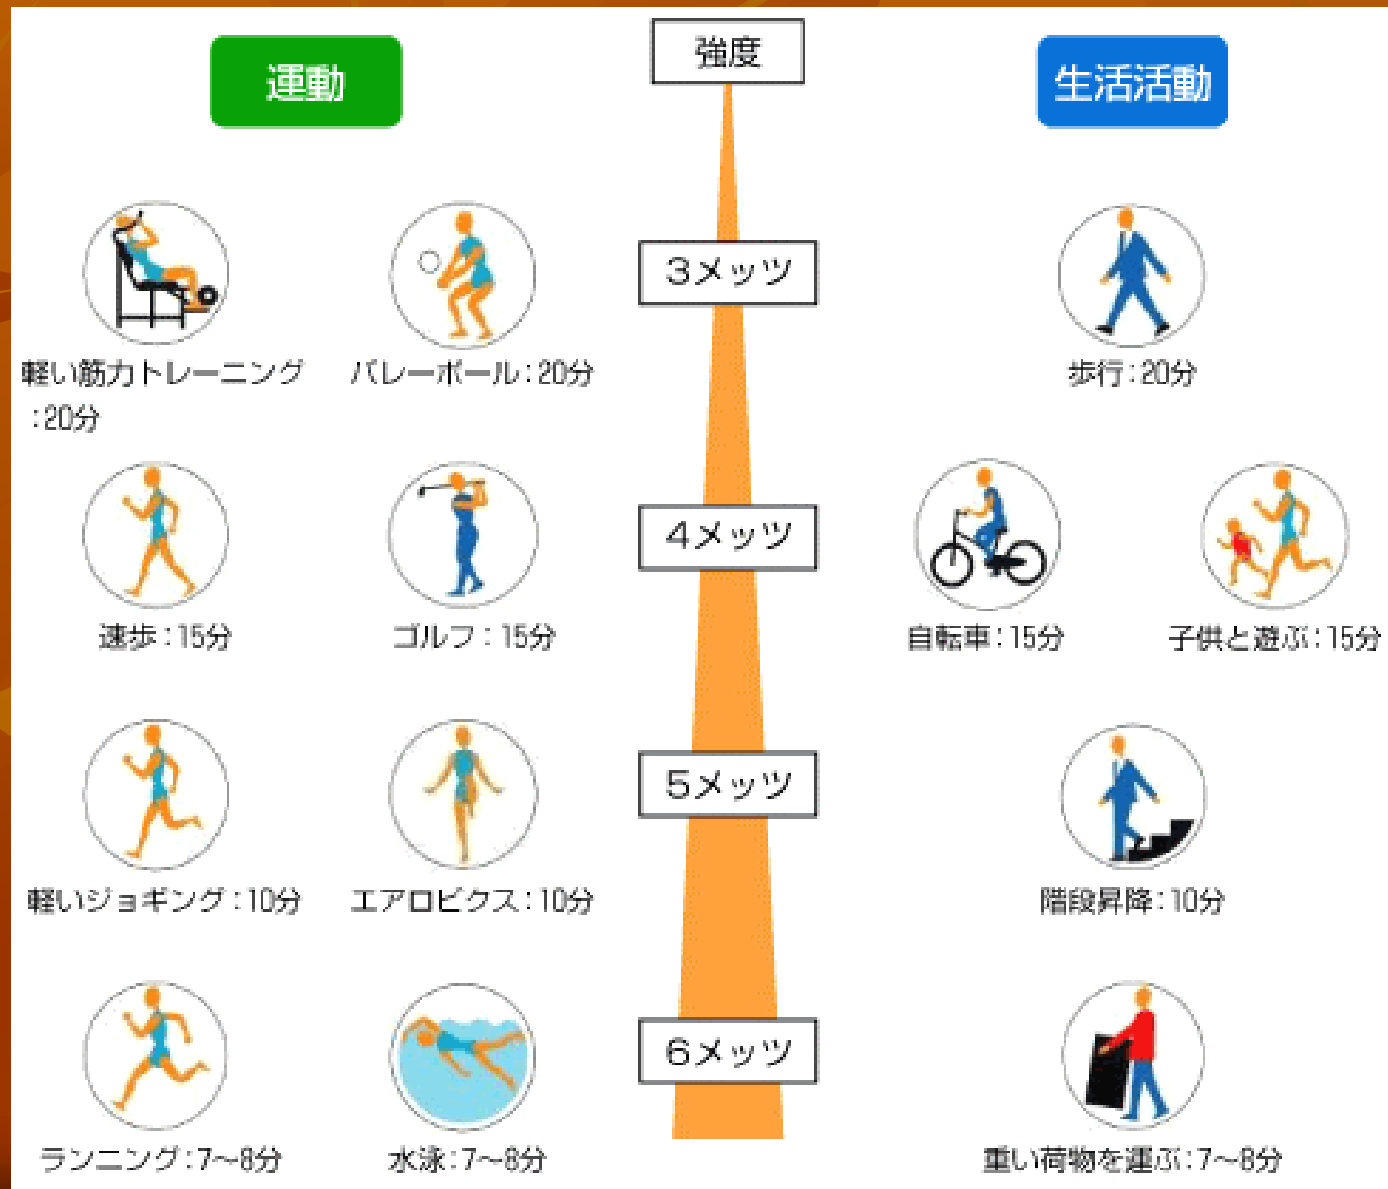 強度
運動
生活活動
3メッツ
軽い筋力トレーニング
:20分
バレーボール:20分
歩行:20分
4メッツ
速歩:15分
ゴルフ:15分
自転車:15分
子供と遊ぶ:15分
5メッツ
軽いジョギング:10分
エアロビクス:10分
階段昇降:10分
6メッツ
ランニング:7〜8分
水泳:7〜8分
重い荷物を運ぶ:7〜8分